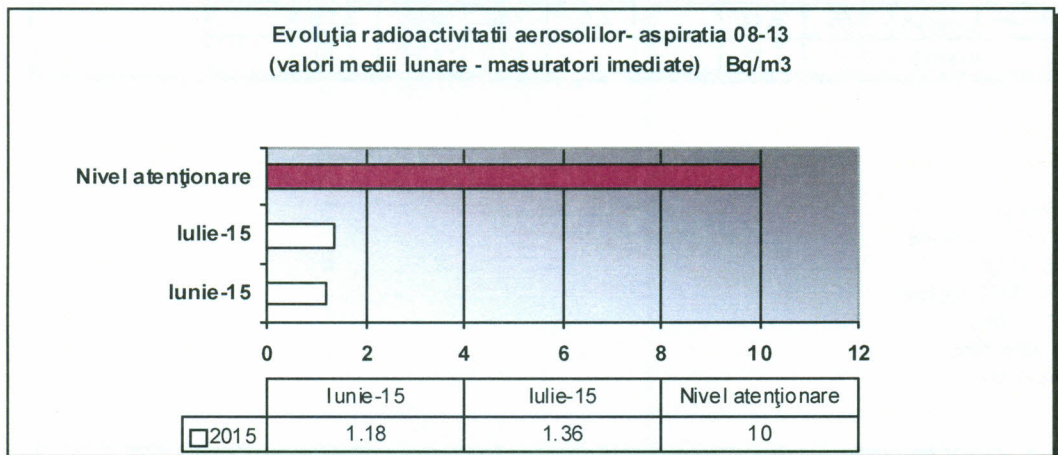 Evoluția radioactivitatii aerosolilor- aspiratia 08-13
(valori medii lunare - masuratori imediate) Bq/m3
Nivel atenţionare
Iulie-15
Iunie-15
0 2 4 6 8 10 12
Iunie-15 Iulie-15 Nivel atenţionare
2015 1.18 1.36 10